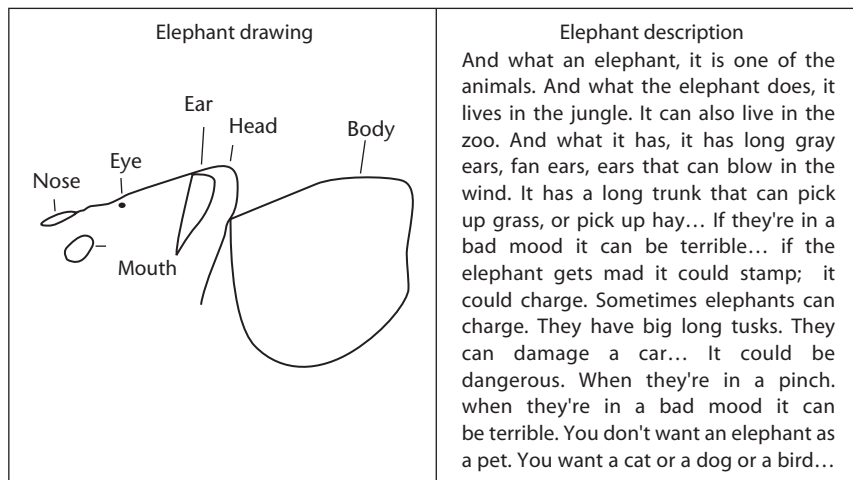 Elephant drawing
Ear
Head
Body
Eye
Nose
Mouth
Elephant description
And what an elephant, it is one of the
animals. And what the elephant does, it
lives in the jungle. It can also live in the
zoo. And what it has, it has long gray
ears, fan ears, ears that can blow in the
wind. It has a long trunk that can pick
up grass, or pick up hay... If they're in a
bad mood it can be terrible... if the
elephant gets mad it could stamp; it
could charge. Sometimes elephants can
charge. They have big long tusks. They
can damage a car... It could be
dangerous. When they're in a pinch.
when they're in a bad mood it can
be terrible. You don't want an elephant as
a pet. You want a cat or a dog or a bird...